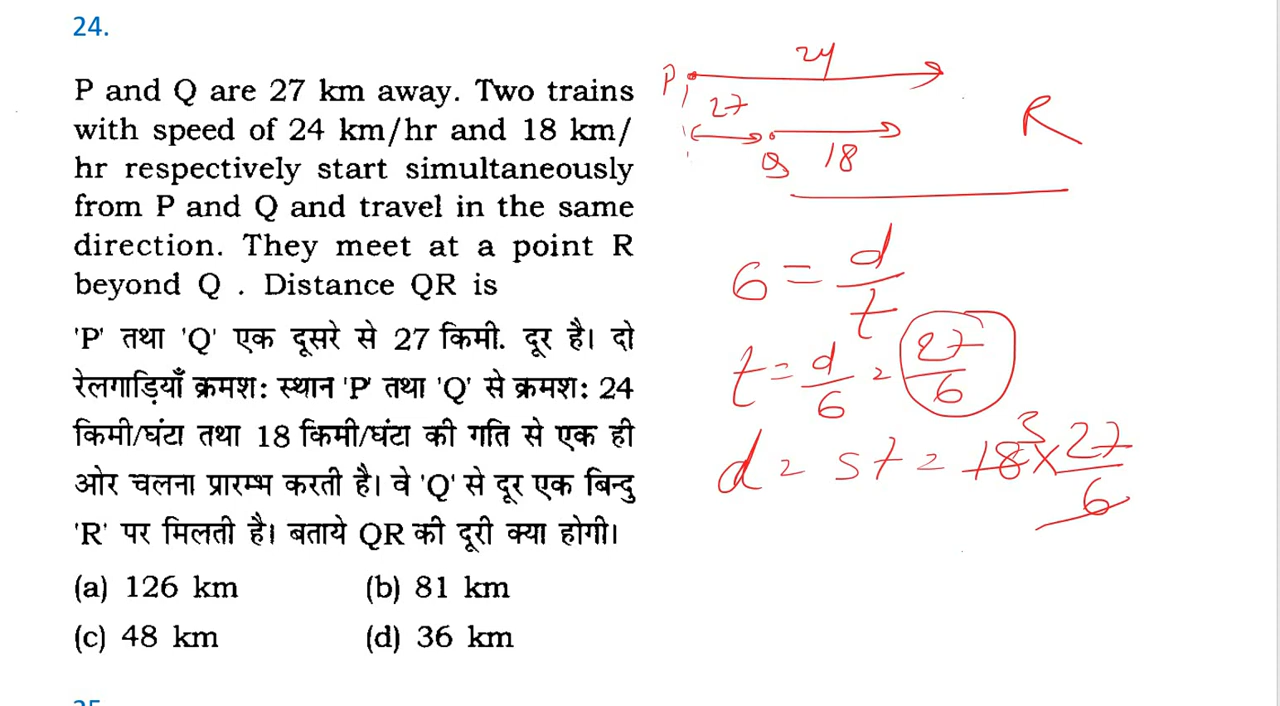 24.
P and Q are 27 km away. Two trains
with speed of 24 km/hr and 18 km/
hr respectively start simultaneously
from P and Q and travel in the same
direction. They meet at a point R
beyond Q . Distance QR is
'P' तथा 'Q' एक दूसरे से 27 किमी. दूर है। दो
रेलगाड़ियाँ क्रमश: स्थान 'P' तथा 'Q' से क्रमश: 24
किमी/घंटा तथा 18 किमी/घंटा की गति से एक ही
ओर चलना प्रारम्भ करती है। वे 'Q' से दूर एक बिन्दु
'R' पर मिलती है। बताये QR की दूरी क्या होगी।
(a) 126 km (b) 81 km
(c) 48 km (d) 36 km
24
P
27
R
Q 18
6 = d/t
t = d/6 = 27/6
d = st = 18 3 × 27/6